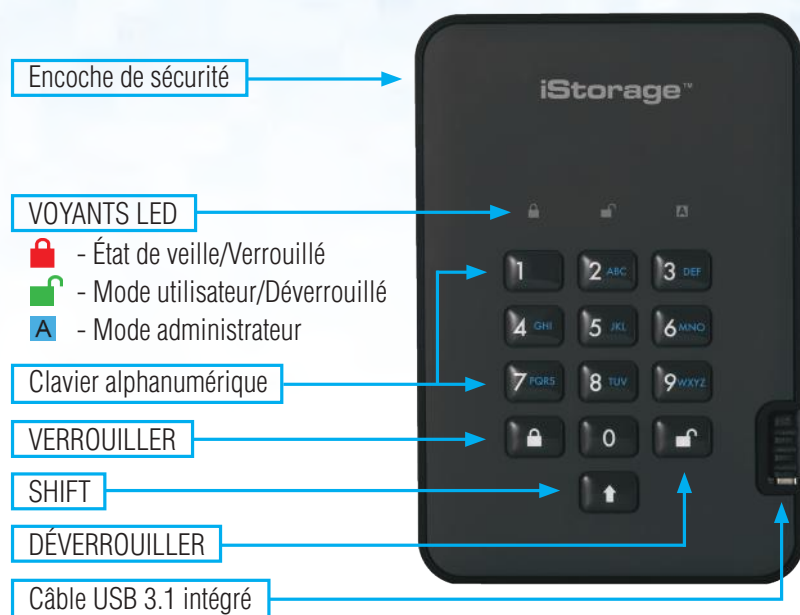 Encoche de sécurité
iStorage™
VOYANTS LED
- État de veille/Verrouillé
- Mode utilisateur/Déverrouillé
A - Mode administrateur
A
1
2 ABC
3 DEF
4 GHI
5 JKL
6 MNO
7 PQRS
8 TUV
9 WXYZ
Clavier alphanumérique
VERROUILLER
0
SHIFT
DÉVERROUILLER
Câble USB 3.1 intégré